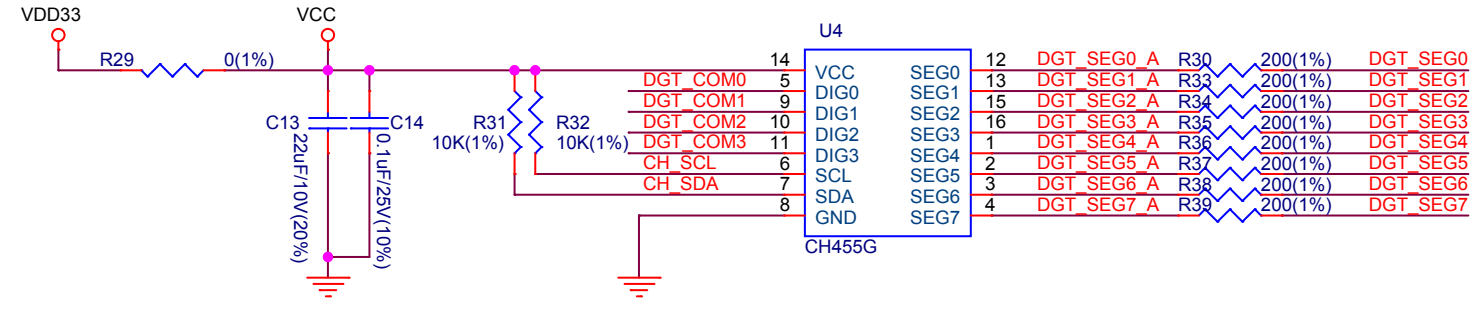 VDD33
VCC
R29 0(1%)
C13 22uF/10V(20%)
C14 0.1uF/25V(10%)
R31 10K(1%)
R32 10K(1%)
U4
14 VCC
DGT_COM0 5 DIG0
DGT_COM1 9 DIG1
DGT_COM2 10 DIG2
DGT_COM3 11 DIG3
CH_SCL 6 SCL
CH_SDA 7 SDA
8 GND
SEG0 12 DGT_SEG0_A R30 200(1%) DGT_SEG0
SEG1 13 DGT_SEG1_A R33 200(1%) DGT_SEG1
SEG2 15 DGT_SEG2_A R34 200(1%) DGT_SEG2
SEG3 16 DGT_SEG3_A R35 200(1%) DGT_SEG3
SEG4 1 DGT_SEG4_A R36 200(1%) DGT_SEG4
SEG5 2 DGT_SEG5_A R37 200(1%) DGT_SEG5
SEG6 3 DGT_SEG6_A R38 200(1%) DGT_SEG6
SEG7 4 DGT_SEG7_A R39 200(1%) DGT_SEG7
CH455G